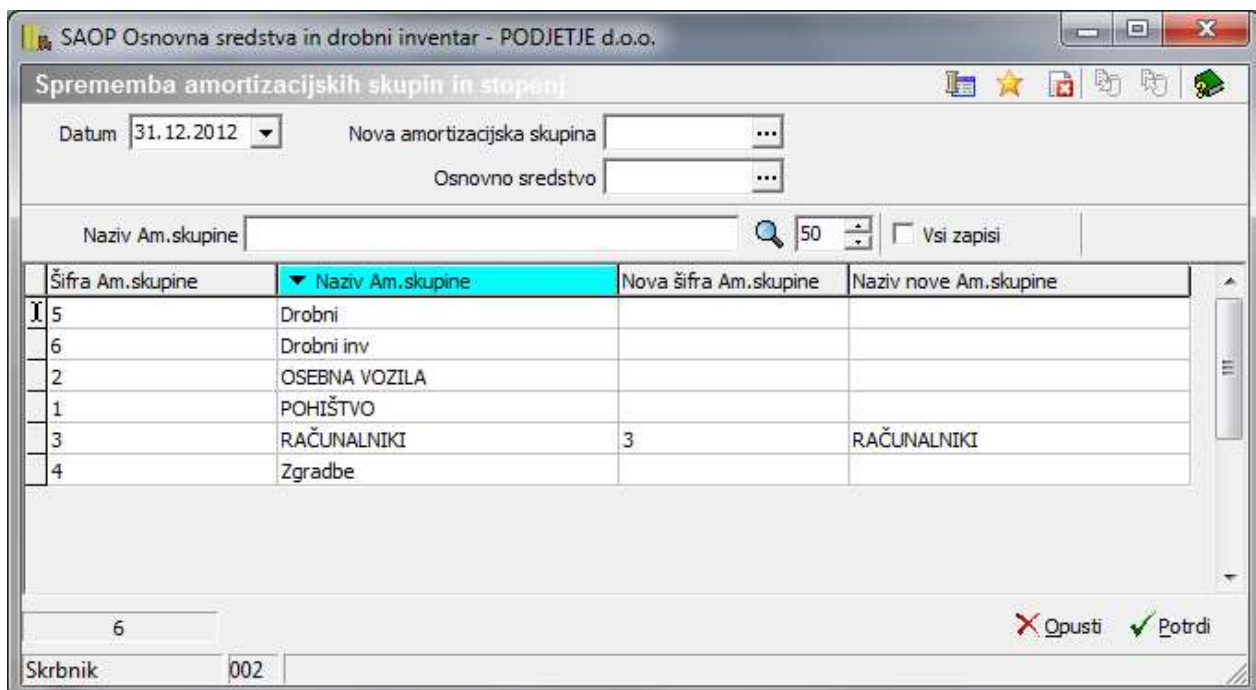 SAOP Osnovna sredstva in drobni inventar - PODJETJE d.o.o.
Sprememba amortizacijskih skupin in stopenj
Datum 31.12.2012 Nova amortizacijska skupina ...
Osnovno sredstvo ...
Naziv Am.skupine 50 Vsi zapisi
Šifra Am.skupine Naziv Am.skupine Nova šifra Am.skupine Naziv nove Am.skupine
5 Drobni
6 Drobni inv
2 OSEBNA VOZILA
1 POHIŠTVO
3 RAČUNALNIKI 3 RAČUNALNIKI
4 Zgradbe
6 Opusti Potrdi
Skrbnik 002